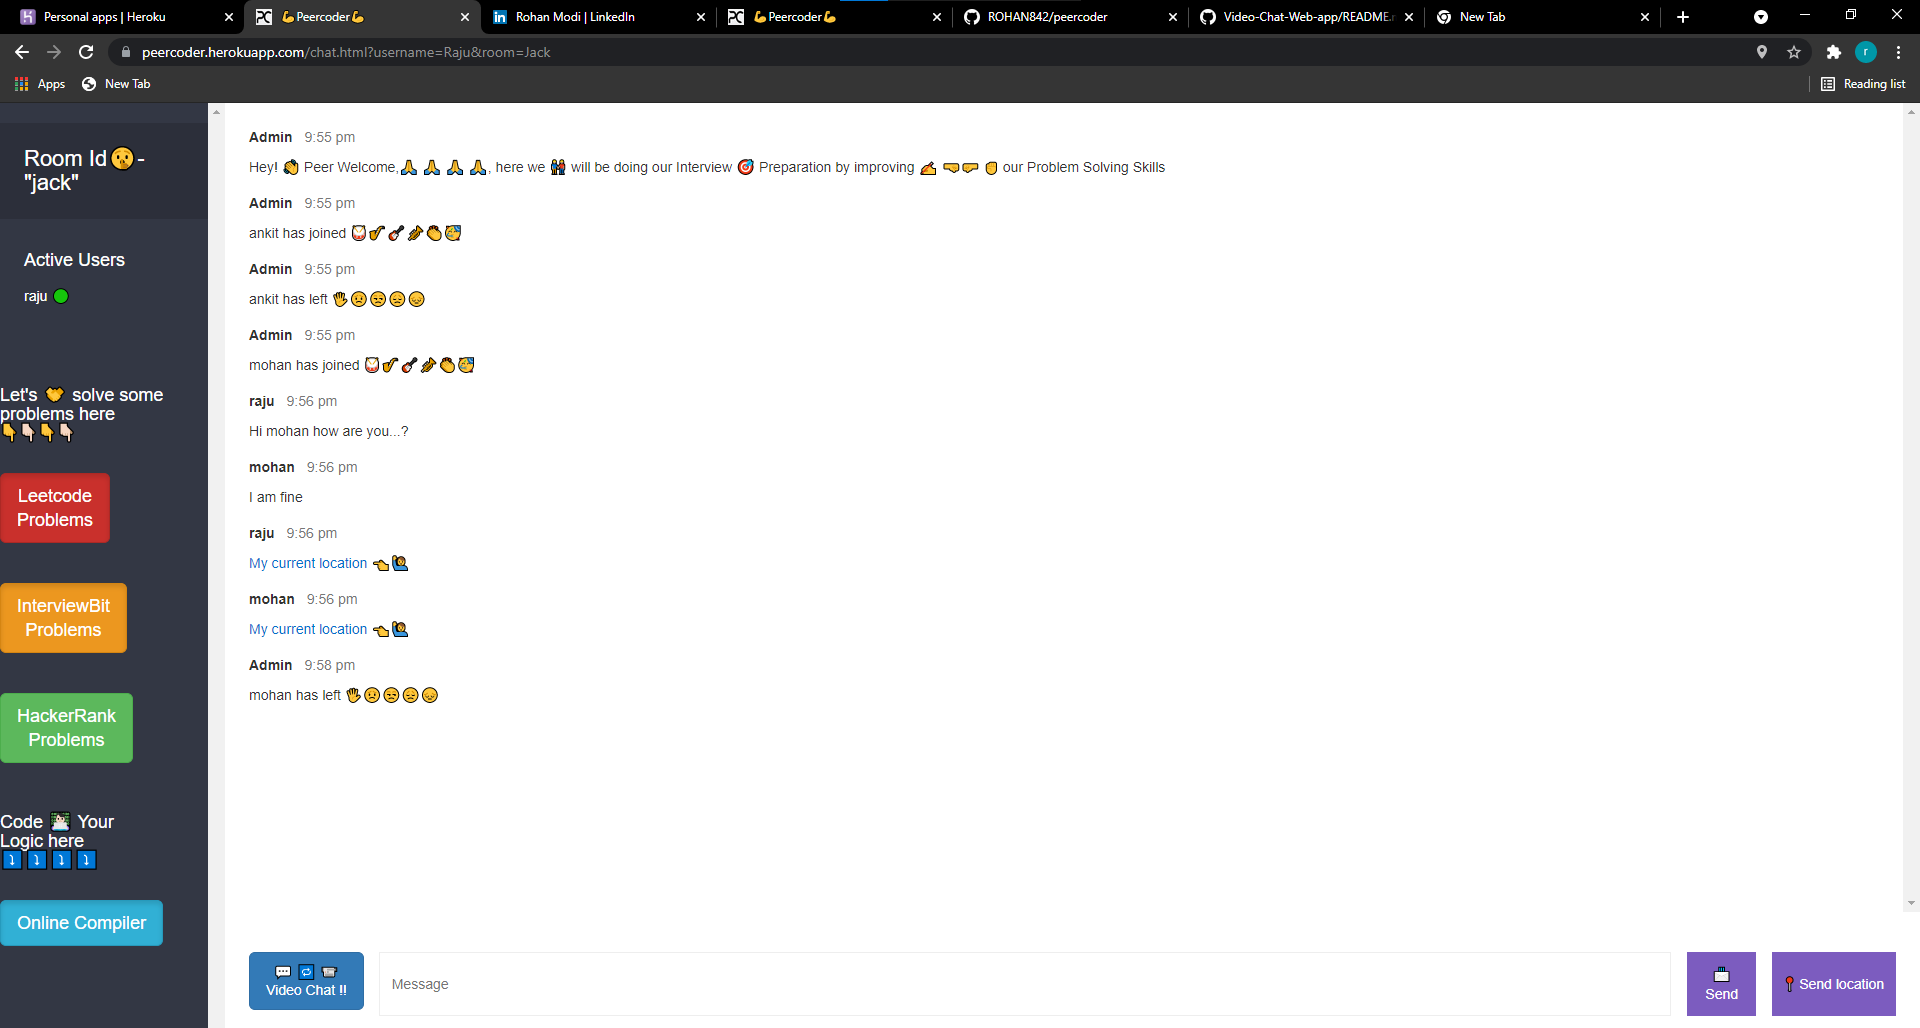 Personal apps | Heroku
💪Peercoder💪
Rohan Modi | LinkedIn
💪Peercoder💪
ROHAN842/peercoder
Video-Chat-Web-app/README.m
New Tab
peercoder.herokuapp.com/chat.html?username=Raju&room=Jack
r
Apps
New Tab
Reading list
Room Id🤫-
"jack"
Active Users
raju 🟢
Let's 🤝 solve some
problems here
👇👇🏻👇👇🏻
Leetcode
Problems
InterviewBit
Problems
HackerRank
Problems
Code 👨🏻‍💻 Your
Logic here
⤵⤵⤵⤵
Online Compiler
Admin 9:55 pm
Hey! 👏 Peer Welcome,🙏 🙏 🙏 🙏, here we 👬 will be doing our Interview 🎯 Preparation by improving ✍ 🤜🤛 ✊ our Problem Solving Skills
Admin 9:55 pm
ankit has joined 🥁🎷🎸🎺👏🥳
Admin 9:55 pm
ankit has left 🖐😟😒😔😞
Admin 9:55 pm
mohan has joined 🥁🎷🎸🎺👏🥳
raju 9:56 pm
Hi mohan how are you...?
mohan 9:56 pm
I am fine
raju 9:56 pm
My current location 👈🙋
mohan 9:56 pm
My current location 👈🙋
Admin 9:58 pm
mohan has left 🖐😟😒😔😞
💬 🔁 📹
Video Chat !!
Message
Send
📍Send location